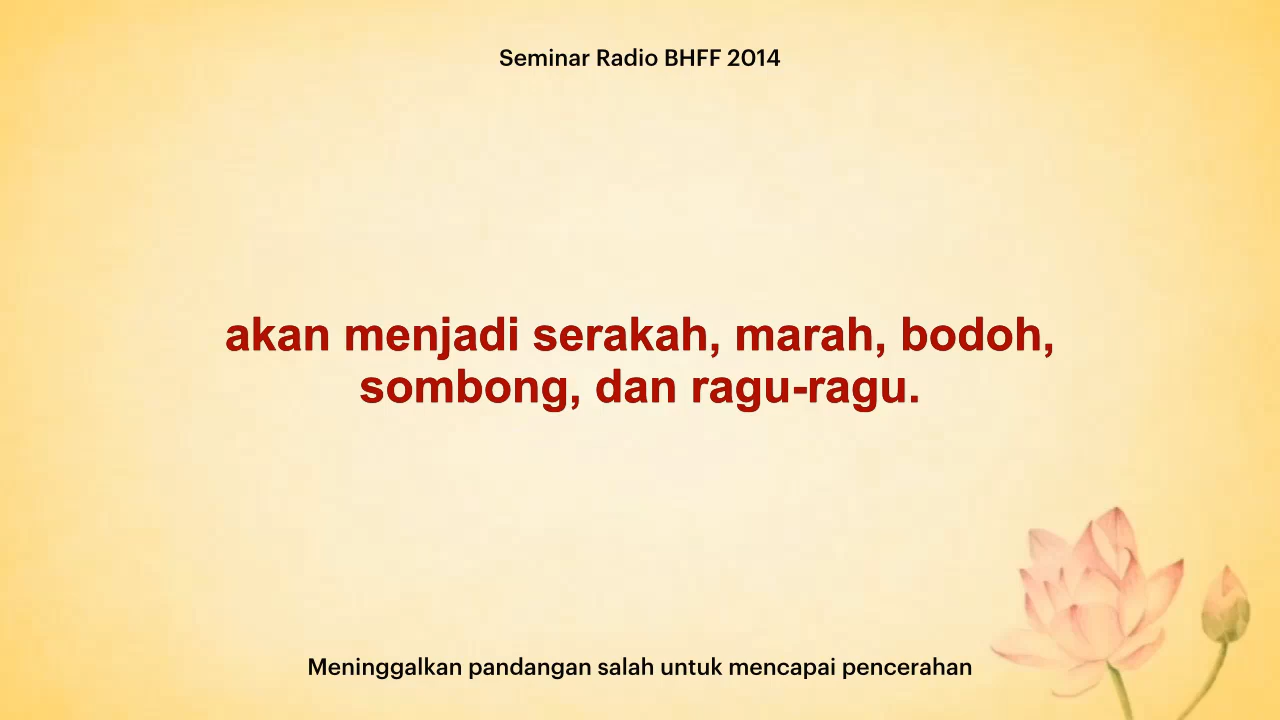 Seminar Radio BHFF 2014
akan menjadi serakah, marah, bodoh,
sombong, dan ragu-ragu.
Meninggalkan pandangan salah untuk mencapai pencerahan